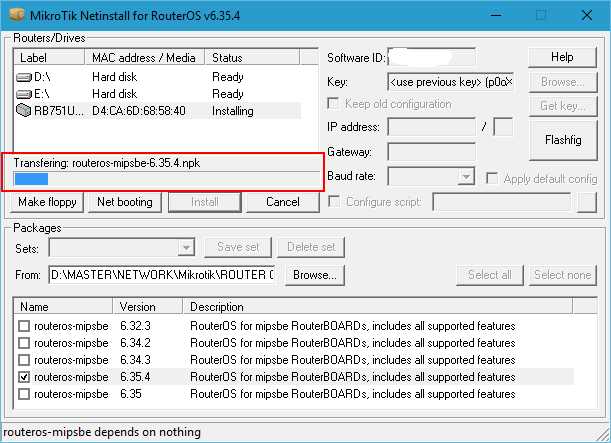 MikroTik Netinstall for RouterOS v6.35.4
Routers/Drives
Label MAC address / Media Status
D:\ Hard disk Ready
E:\ Hard disk Ready
RB751U... D4:CA:6D:68:58:40 Installing
Transfering: routeros-mipsbe-6.35.4.npk
Make floppy Net booting Install Cancel
Software ID:
Help
Key: <use previous key> (p0o Browse...
Keep old configuration Get key...
IP address: /
Gateway:
Flashfig
Baud rate: Apply default config
Configure script:
Packages
Sets: Save set Delete set
From: D:\MASTER\NETWORK\Mikrotik\ROUTER Browse... Select all Select none
Name Version Description
routeros-mipsbe 6.32.3 RouterOS for mipsbe RouterBOARDs, includes all supported features
routeros-mipsbe 6.34.2 RouterOS for mipsbe RouterBOARDs, includes all supported features
routeros-mipsbe 6.34.3 RouterOS for mipsbe RouterBOARDs, includes all supported features
routeros-mipsbe 6.35.4 RouterOS for mipsbe RouterBOARDs, includes all supported features
routeros-mipsbe 6.35 RouterOS for mipsbe RouterBOARDs, includes all supported features
routeros-mipsbe depends on nothing